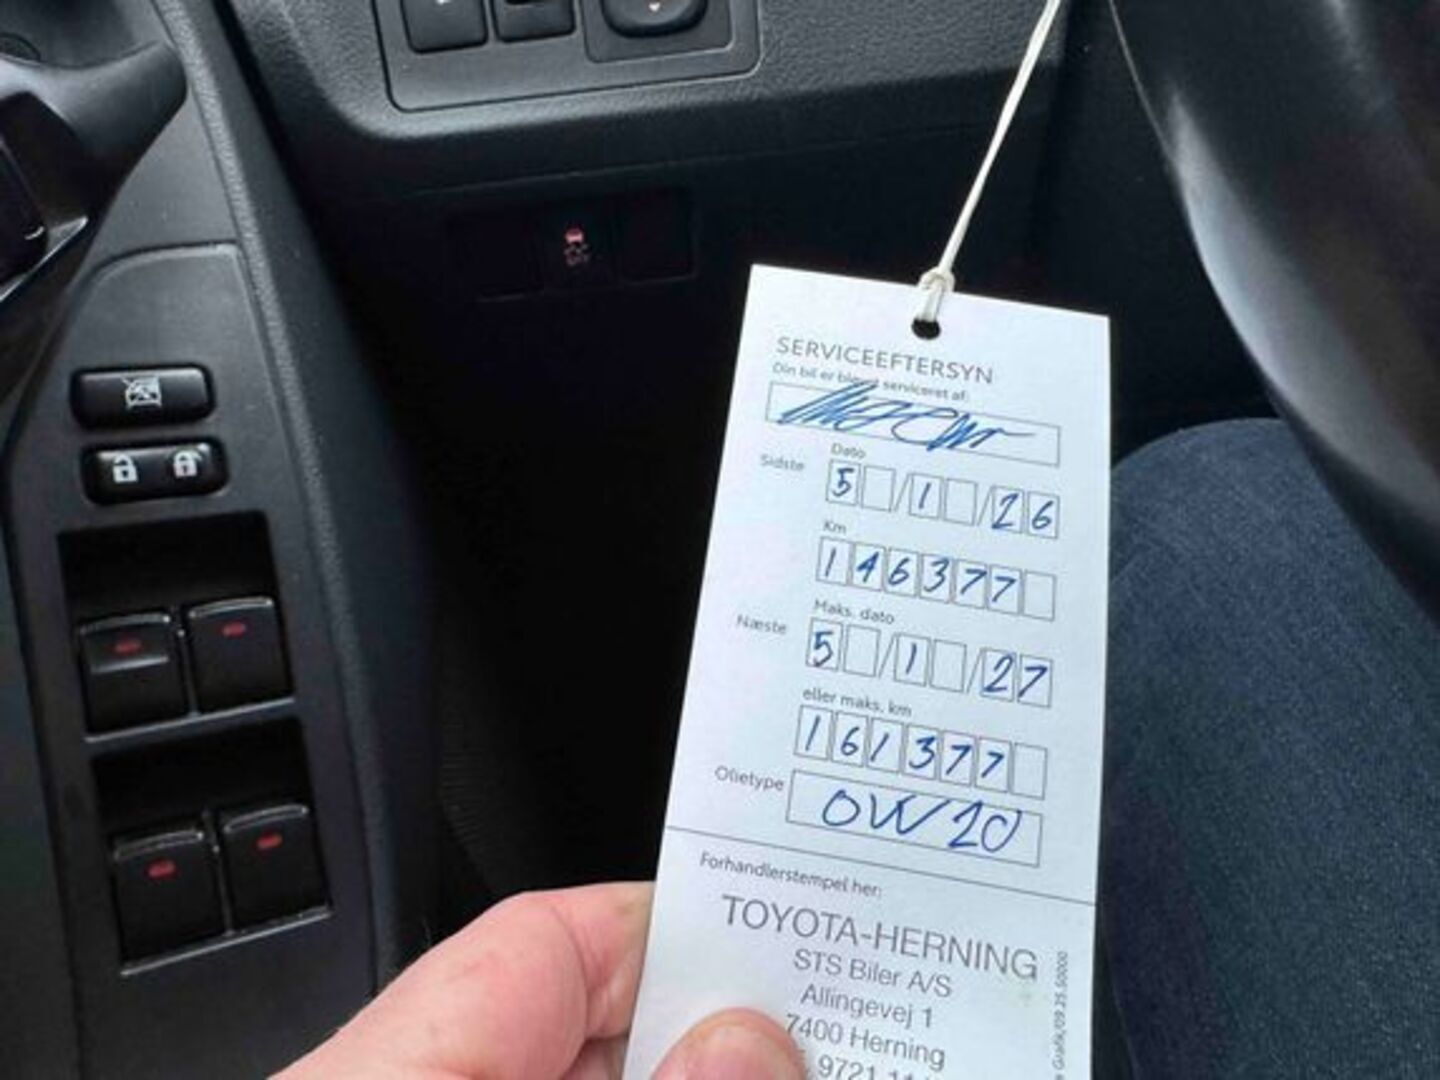 SERVICEEFTERSYN
Din bil er blevet serviceret af:
Dato
Sidste 5 / 1 / 26
Km
146377
Maks. dato
Næste 5 / 1 / 27
eller maks. km
161377
Olietype 0W20
Forhandlerstempel her:
TOYOTA-HERNING
STS Biler A/S
Allingevej 1
7400 Herning
9721